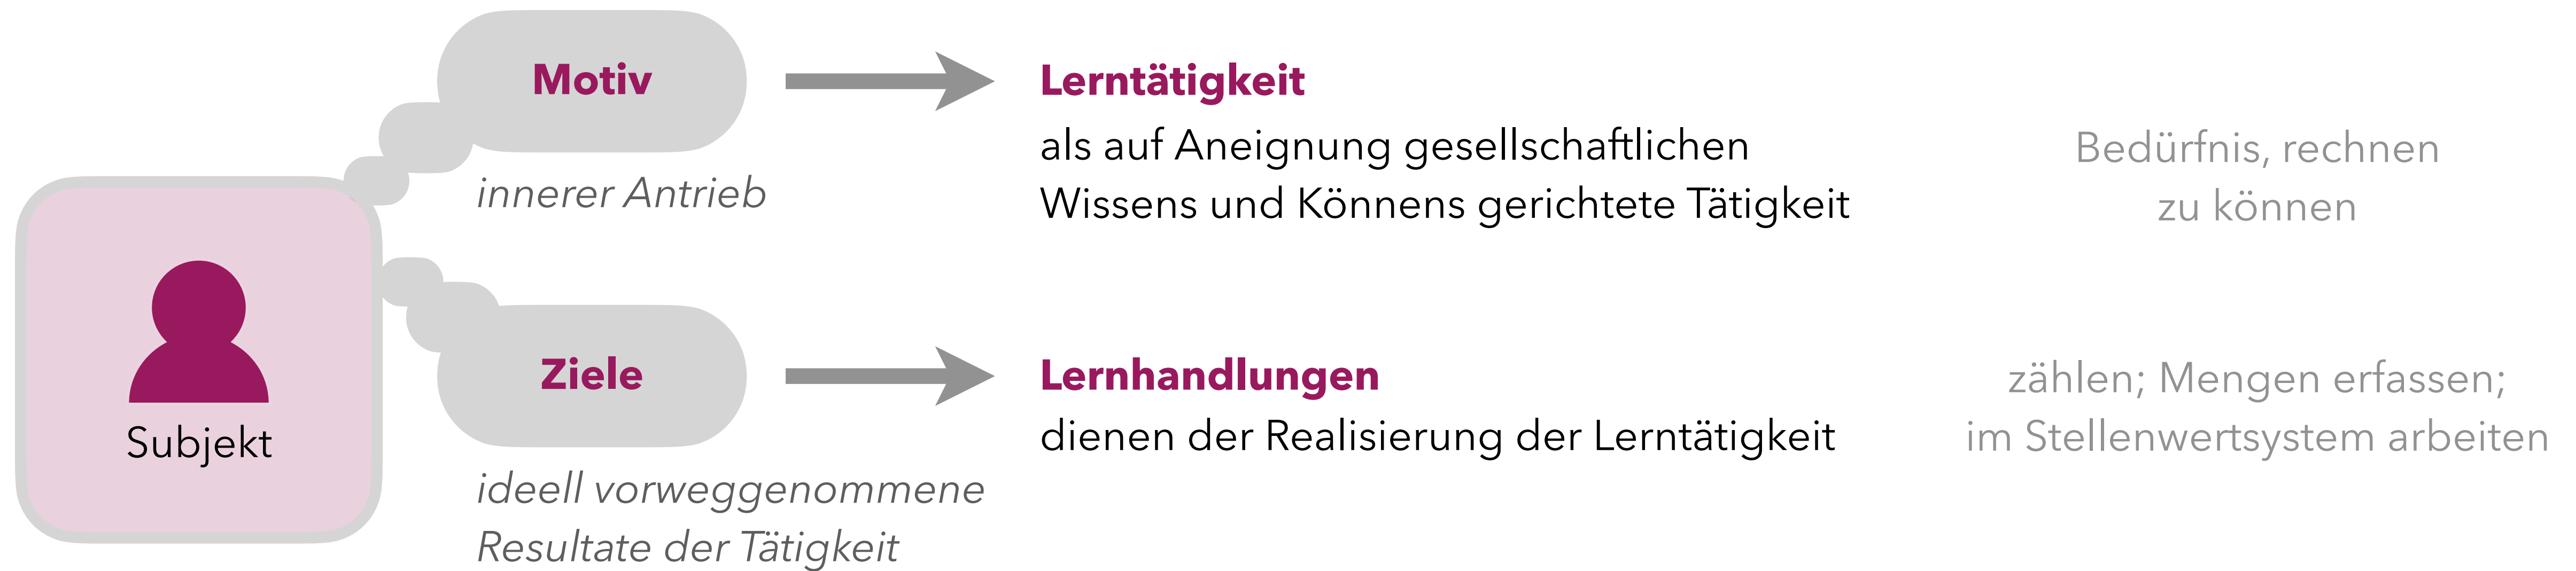 Motiv
innerer Antrieb
Lerntätigkeit
als auf Aneignung gesellschaftlichen
Wissens und Könnens gerichtete Tätigkeit
Bedürfnis, rechnen
zu können
Subjekt
Ziele
ideell vorweggenommene
Resultate der Tätigkeit
Lernhandlungen
dienen der Realisierung der Lerntätigkeit
zählen; Mengen erfassen;
im Stellenwertsystem arbeiten